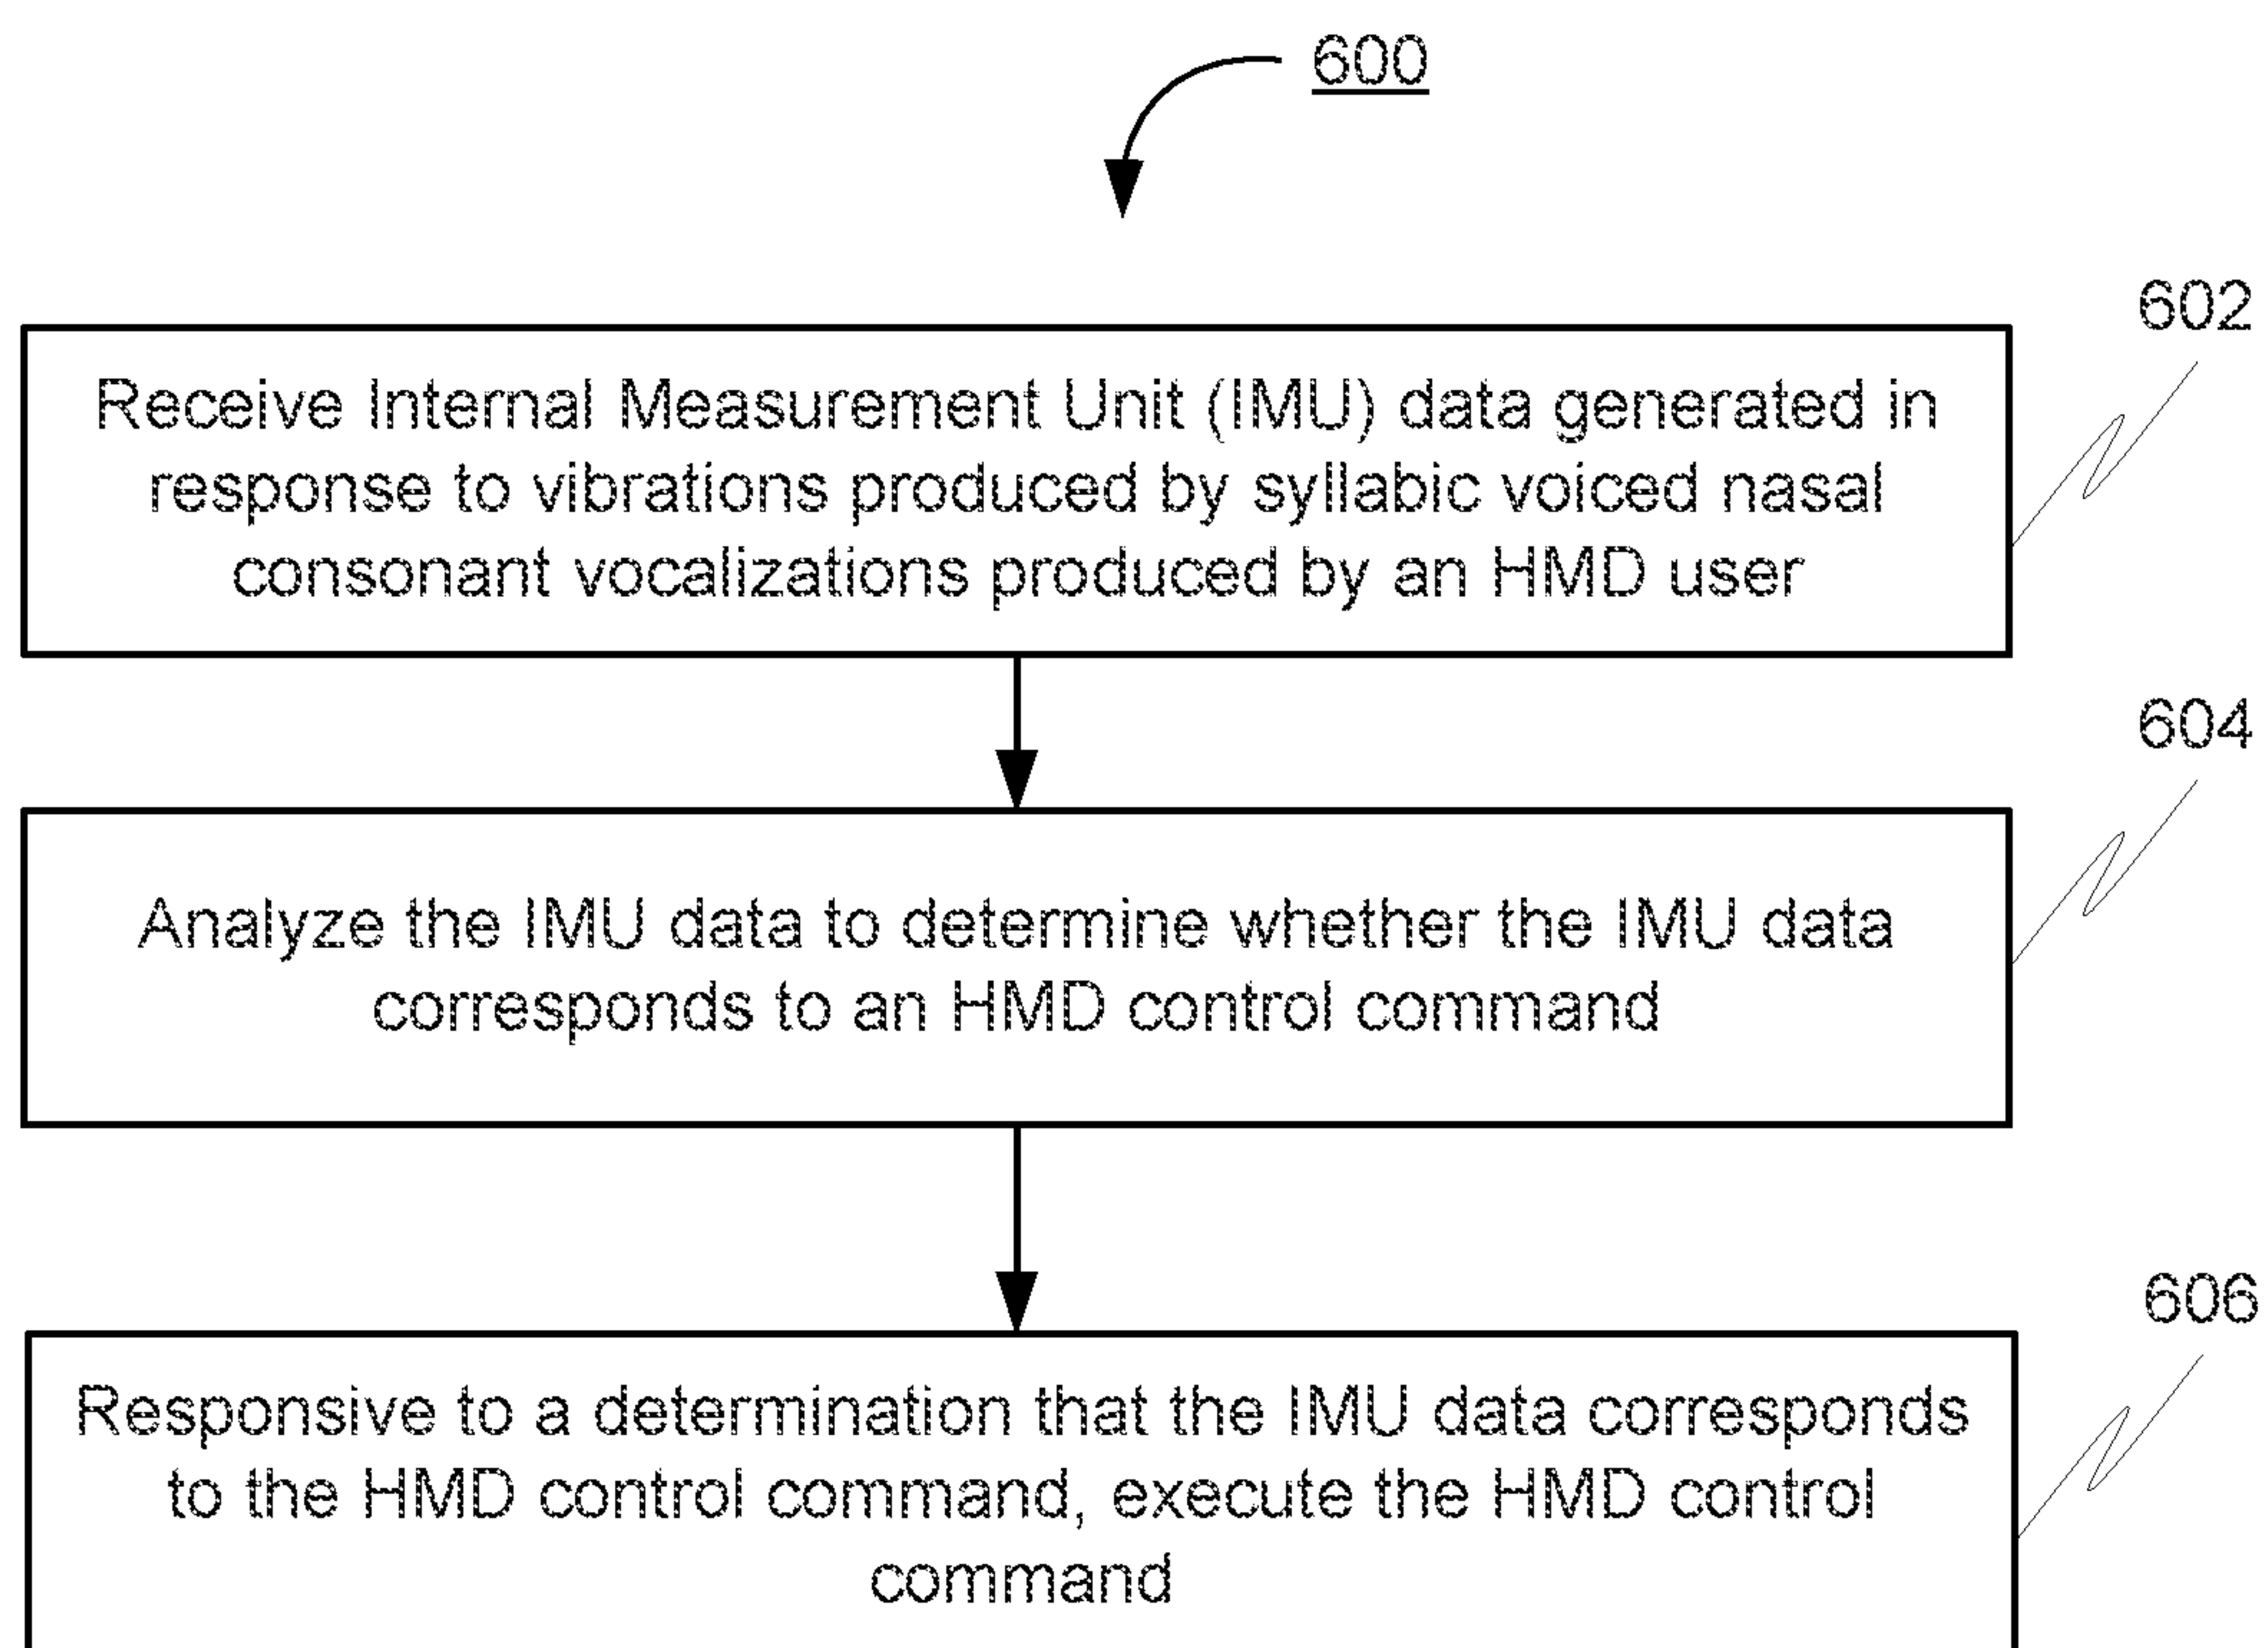 600
602
Receive Internal Measurement Unit (IMU) data generated in
response to vibrations produced by syllabic voiced nasal
consonant vocalizations produced by an HMD user
604
Analyze the IMU data to determine whether the IMU data
corresponds to an HMD control command
606
Responsive to a determination that the IMU data corresponds
to the HMD control command, execute the HMD control
command